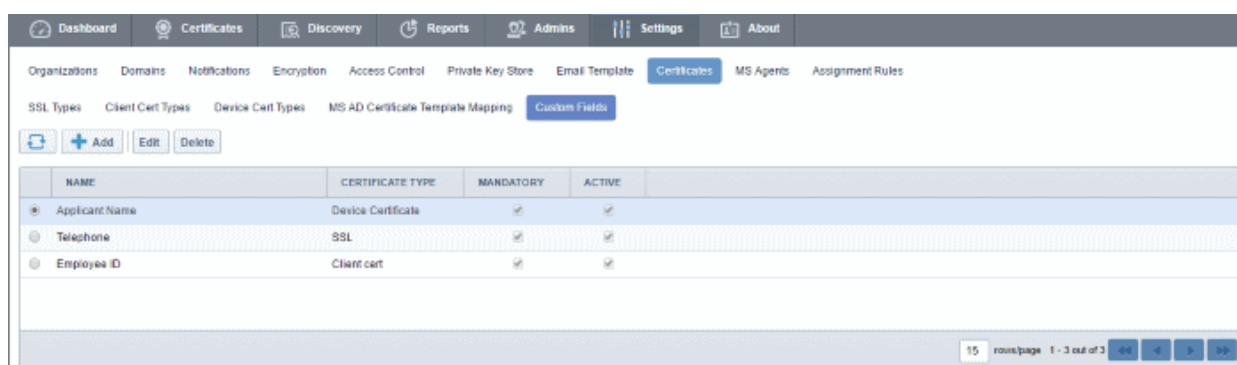 Dashboard Certificates Discovery Reports Admins Settings About
Organizations Domains Notifications Encryption Access Control Private Key Store Email Template Certificates MS Agents Assignment Rules
SSL Types Client Cert Types Device Cert Types MS AD Certificate Template Mapping Custom Fields
Add Edit Delete
NAME CERTIFICATE TYPE MANDATORY ACTIVE
Applicant Name Device Certificate
Telephone SSL
Employee ID Client cert
15 rows/page 1 - 3 out of 3